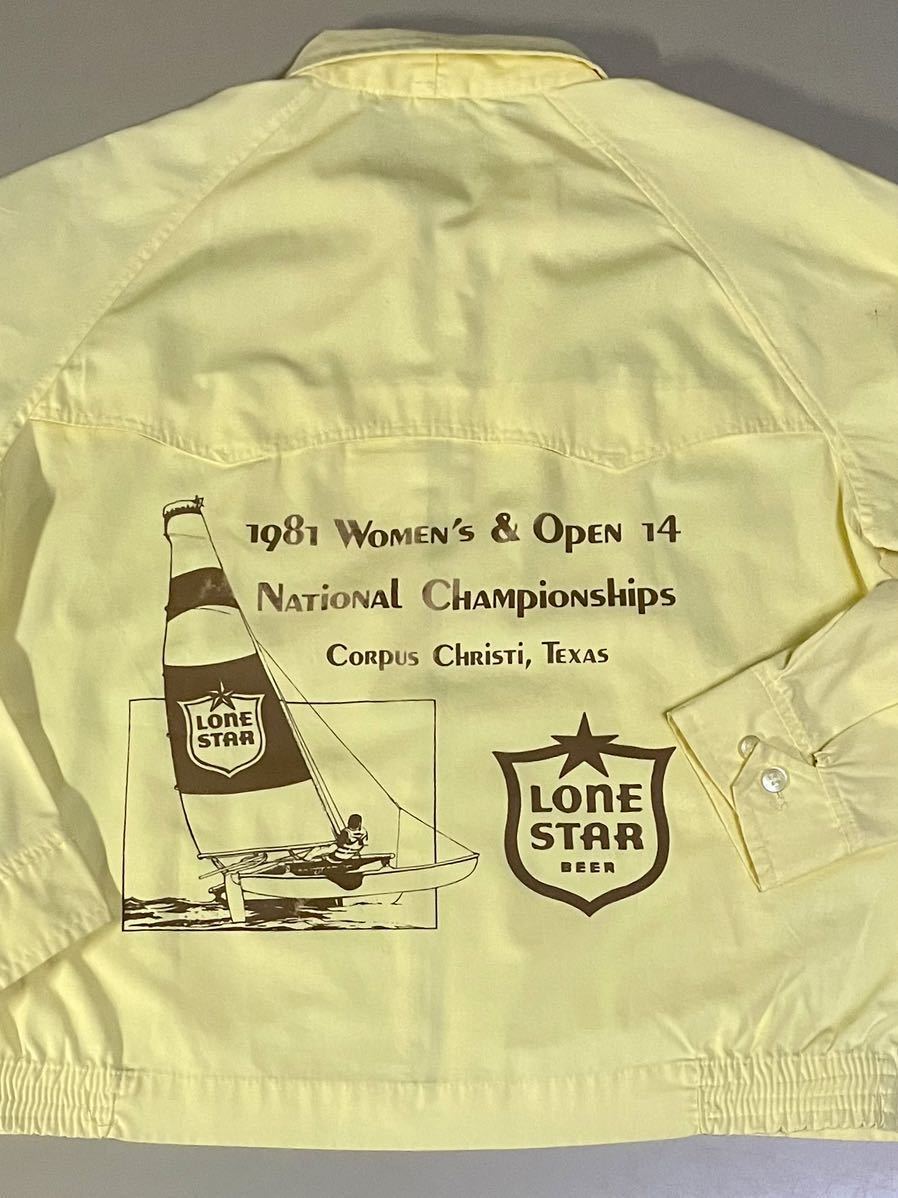 1981 Women's & Open 14
National Championships
Corpus Christi, Texas
LONE
STAR
LONE
STAR
BEER